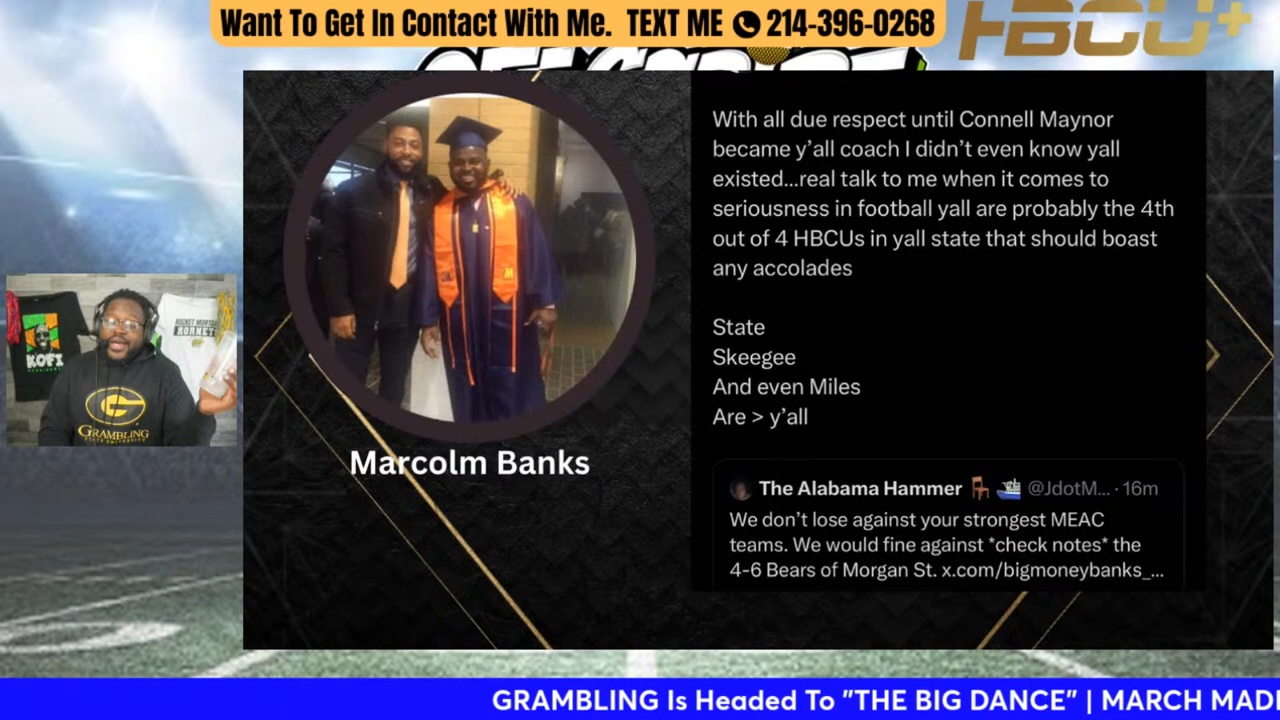 Want To Get In Contact With Me. TEXT ME 214-396-0268
HBCU+
With all due respect until Connell Maynor
became y'all coach I didn't even know yall
existed...real talk to me when it comes to
seriousness in football yall are probably the 4th
out of 4 HBCUs in yall state that should boast
any accolades
State
Skeegee
And even Miles
Are > y'all
The Alabama Hammer @JdotM... · 16m
We don't lose against your strongest MEAC
teams. We would fine against *check notes* the
4-6 Bears of Morgan St. x.com/bigmoneybanks_...
Marcolm Banks
KOFI
HORNETS
G
GRAMBLING
STATE UNIVERSITY
GRAMBLING Is Headed To "THE BIG DANCE" | MARCH MAD